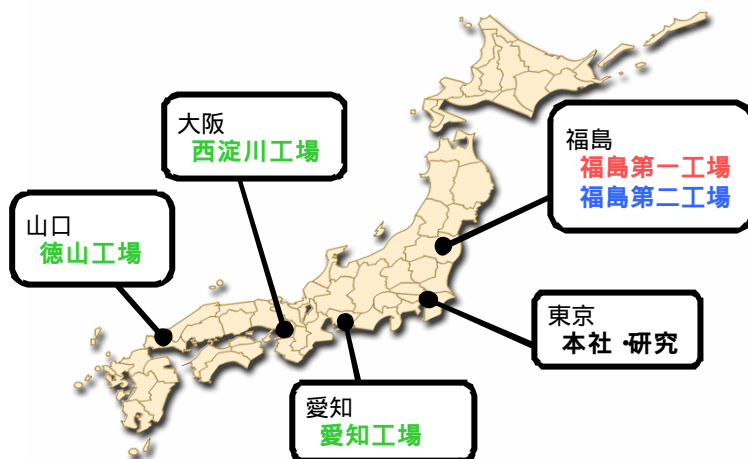 大阪
西淀川工場
福島
福島第一工場
福島第二工場
山口
徳山工場
東京
本社・研究
愛知
愛知工場